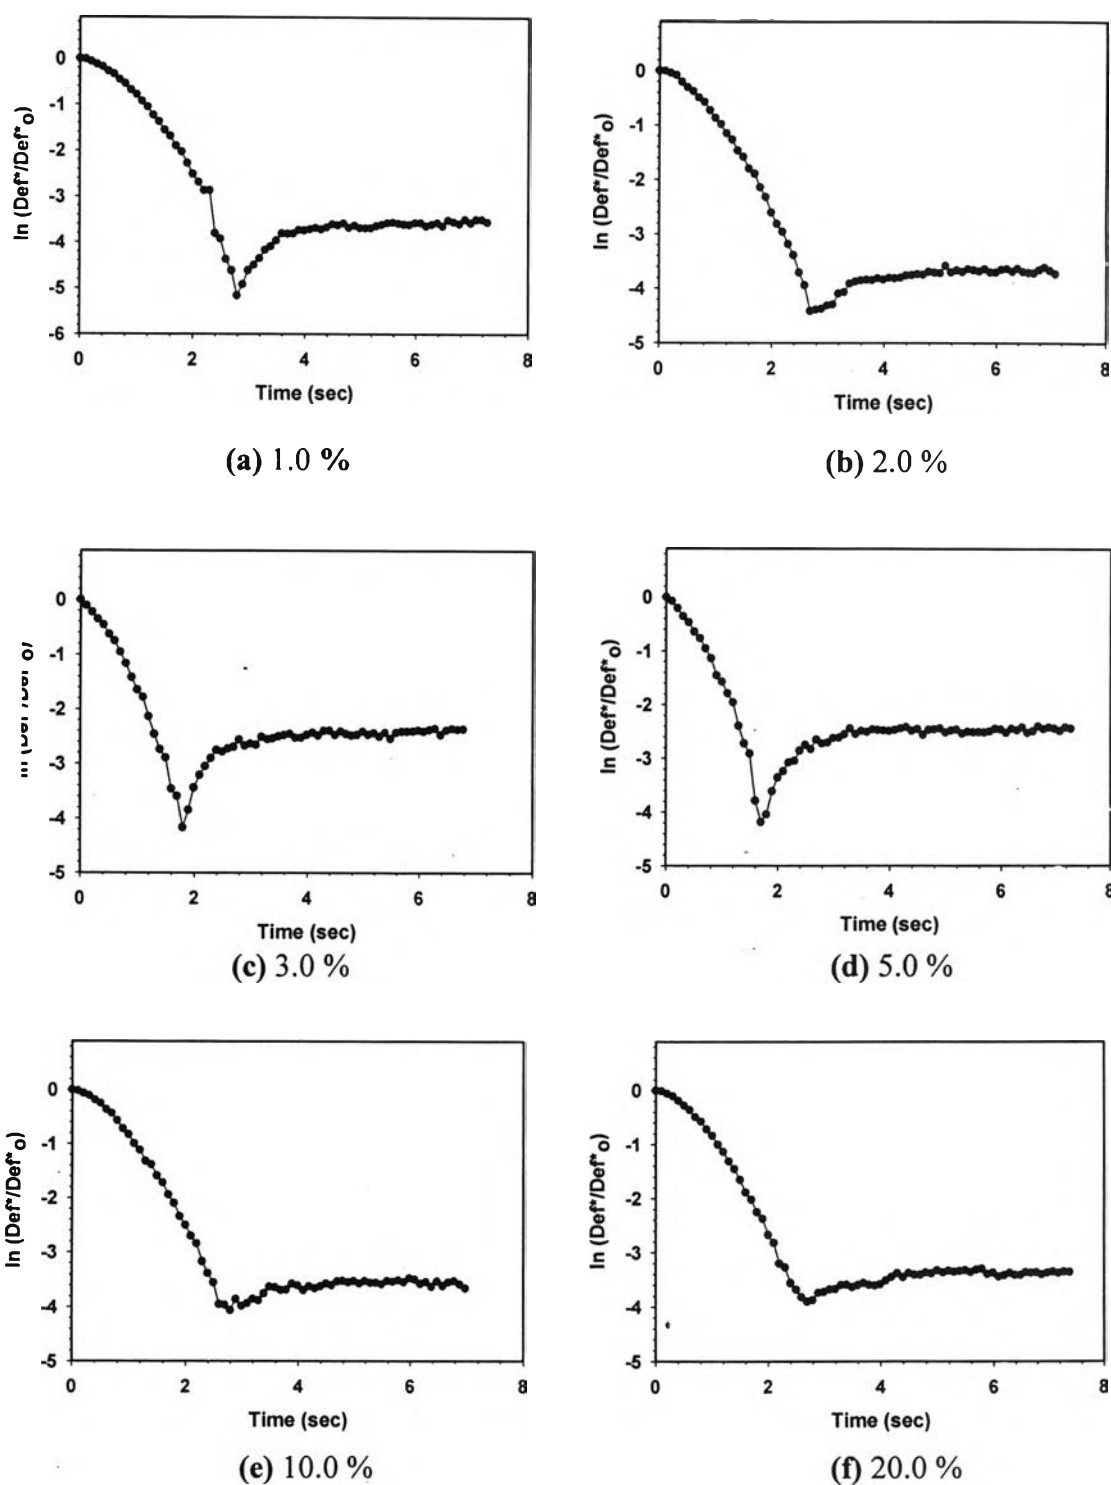 ln (Def*/Def*o)
0
-1
-2
-3
-4
-5
-6
0 2 4 6 8
Time (sec)
(a) 1.0 %
ln (Def*/Def*o)
0
-1
-2
-3
-4
-5
0 2 4 6 8
Time (sec)
(b) 2.0 %
0
-1
-2
-3
-4
-5
0 2 4 6 8
Time (sec)
(c) 3.0 %
ln (Def*/Def*o)
0
-1
-2
-3
-4
-5
0 2 4 6 8
Time (sec)
(d) 5.0 %
ln (Def*/Def*o)
0
-1
-2
-3
-4
-5
0 2 4 6 8
Time (sec)
(e) 10.0 %
ln (Def*/Def*o)
0
-1
-2
-3
-4
-5
0 2 4 6 8
Time (sec)
(f) 20.0 %